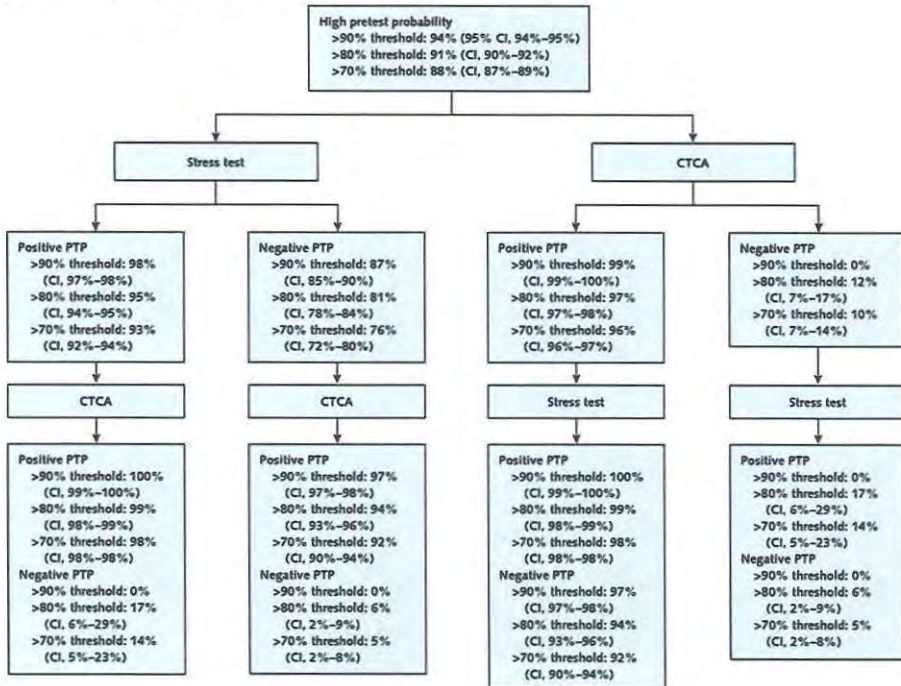 High pretest probability
>90% threshold: 94% (95% CI, 94%–95%)
>80% threshold: 91% (CI, 90%–92%)
>70% threshold: 88% (CI, 87%–89%)
Stress test
CTCA
Positive PTP
>90% threshold: 98%
(CI, 97%–98%)
>80% threshold: 95%
(CI, 94%–95%)
>70% threshold: 93%
(CI, 92%–94%)
Negative PTP
>90% threshold: 87%
(CI, 85%–90%)
>80% threshold: 81%
(CI, 78%–84%)
>70% threshold: 76%
(CI, 72%–80%)
Positive PTP
>90% threshold: 99%
(CI, 99%–100%)
>80% threshold: 97%
(CI, 97%–98%)
>70% threshold: 96%
(CI, 96%–97%)
Negative PTP
>90% threshold: 0%
>80% threshold: 12%
(CI, 7%–17%)
>70% threshold: 10%
(CI, 7%–14%)
CTCA
CTCA
Stress test
Stress test
Positive PTP
>90% threshold: 100%
(CI, 99%–100%)
>80% threshold: 99%
(CI, 98%–99%)
>70% threshold: 98%
(CI, 98%–98%)
Negative PTP
>90% threshold: 0%
>80% threshold: 17%
(CI, 6%–29%)
>70% threshold: 14%
(CI, 5%–23%)
Positive PTP
>90% threshold: 97%
(CI, 97%–98%)
>80% threshold: 94%
(CI, 93%–96%)
>70% threshold: 92%
(CI, 90%–94%)
Negative PTP
>90% threshold: 0%
>80% threshold: 6%
(CI, 2%–9%)
>70% threshold: 5%
(CI, 2%–8%)
Positive PTP
>90% threshold: 100%
(CI, 99%–100%)
>80% threshold: 99%
(CI, 98%–99%)
>70% threshold: 98%
(CI, 98%–98%)
Negative PTP
>90% threshold: 97%
(CI, 97%–98%)
>80% threshold: 94%
(CI, 93%–96%)
>70% threshold: 92%
(CI, 90%–94%)
Positive PTP
>90% threshold: 0%
>80% threshold: 17%
(CI, 6%–29%)
>70% threshold: 14%
(CI, 5%–23%)
Negative PTP
>90% threshold: 0%
>80% threshold: 6%
(CI, 2%–9%)
>70% threshold: 5%
(CI, 2%–8%)